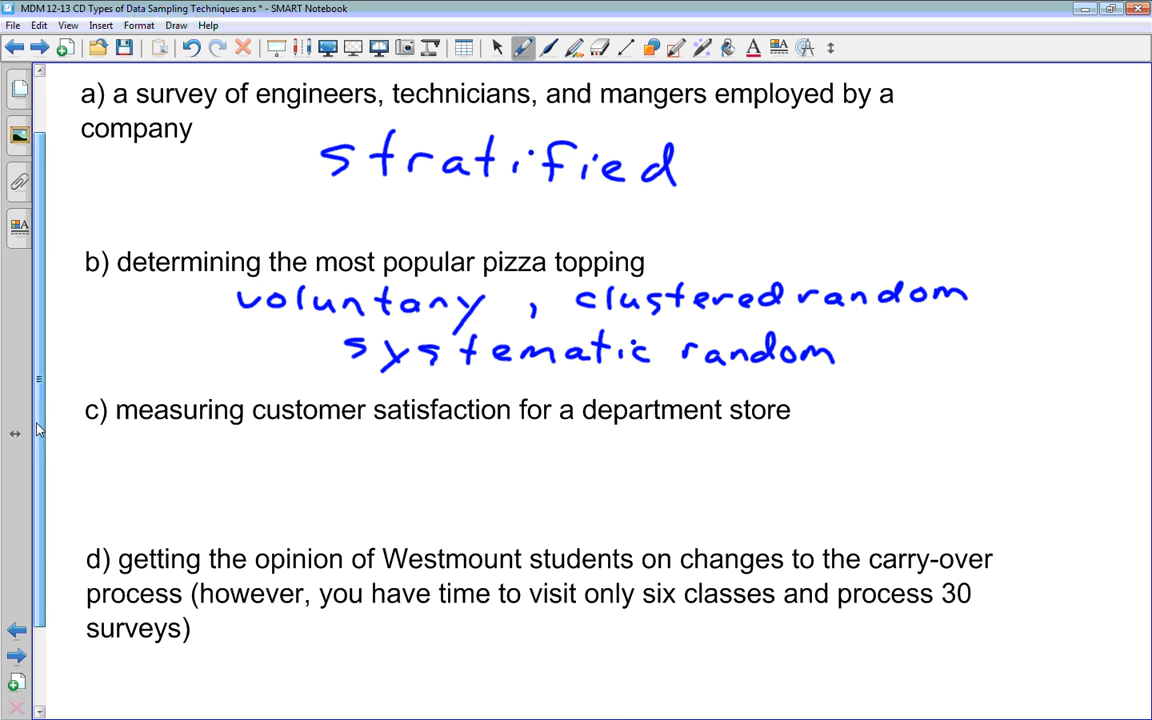 MDM 12-13 CD Types of Data Sampling Techniques ans * - SMART Notebook
File Edit View Insert Format Draw Help
a) a survey of engineers, technicians, and mangers employed by a
company
stratified
b) determining the most popular pizza topping
voluntary , clustered random
systematic random
c) measuring customer satisfaction for a department store
d) getting the opinion of Westmount students on changes to the carry-over
process (however, you have time to visit only six classes and process 30
surveys)